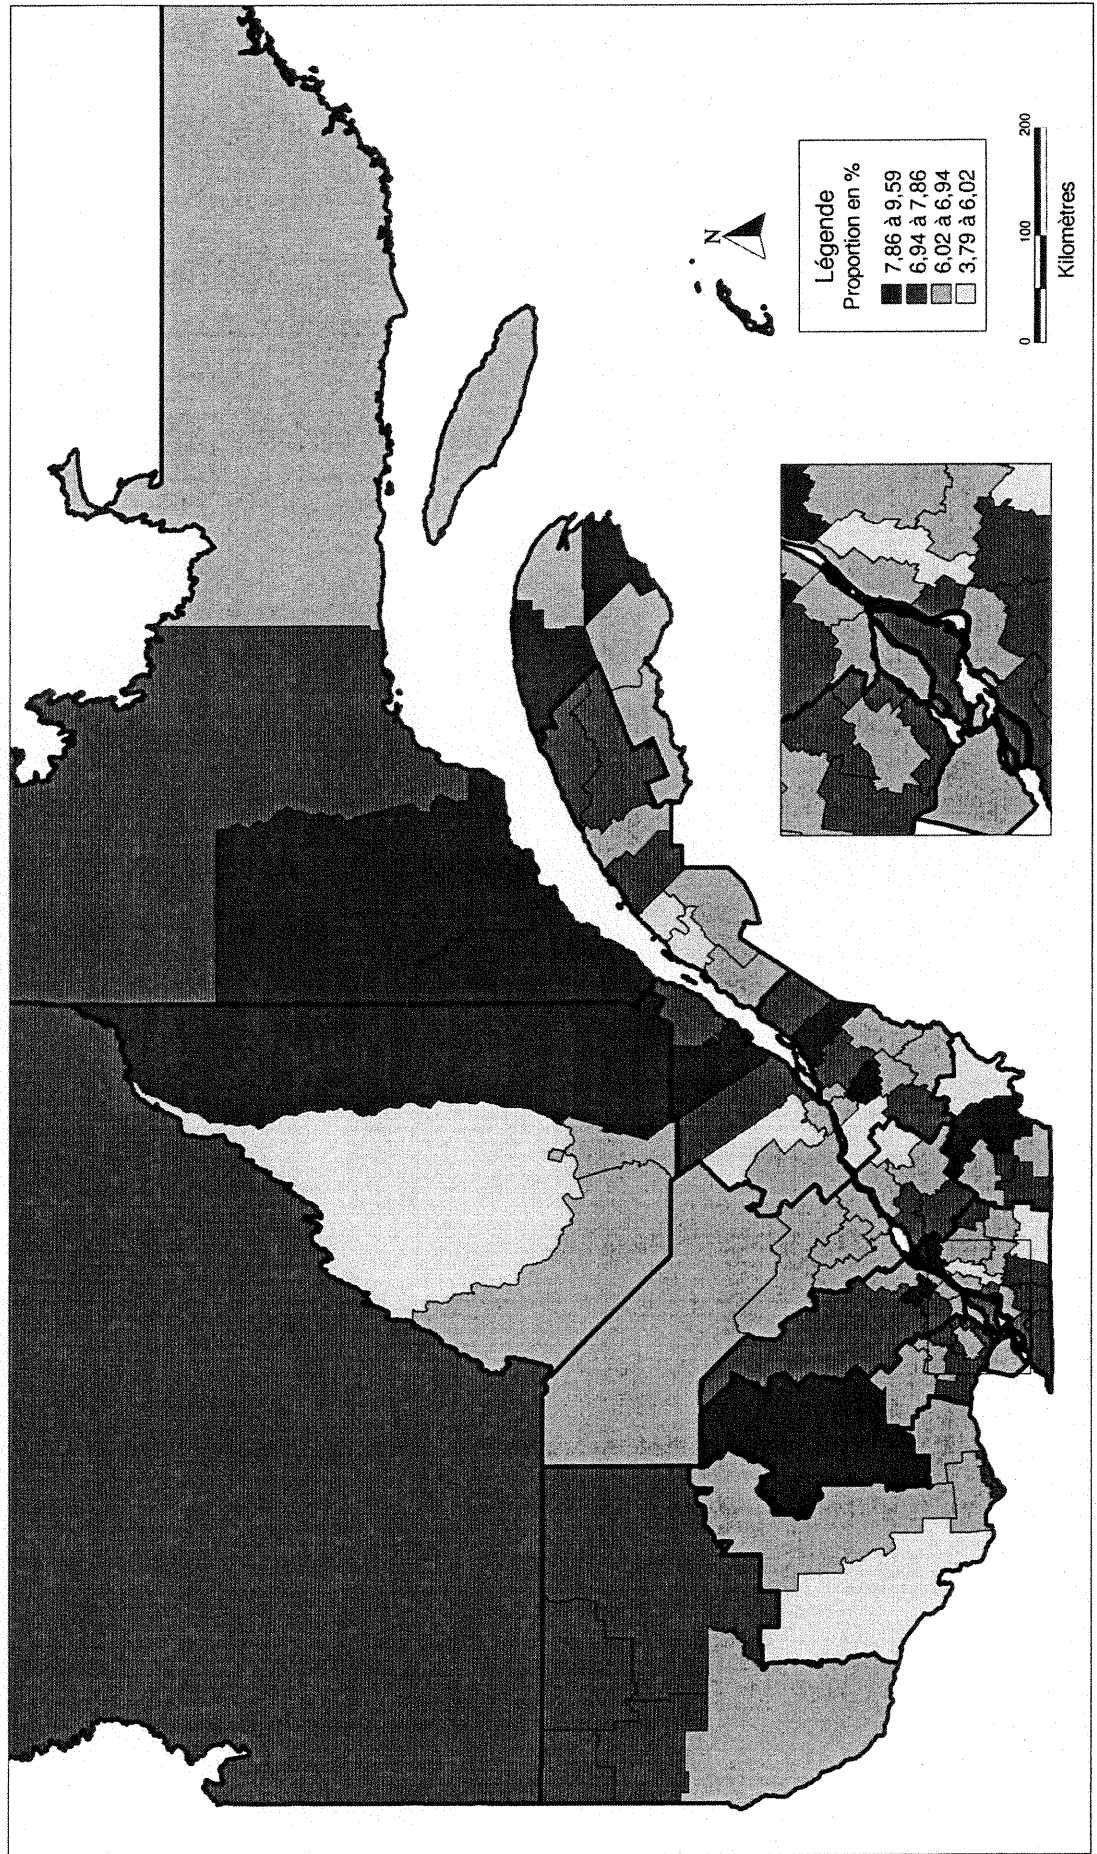 N
Légende
Proportion en %
7,86 à 9,59
6,94 à 7,86
6,02 à 6,94
3,79 à 6,02
0 100 200
Kilomètres